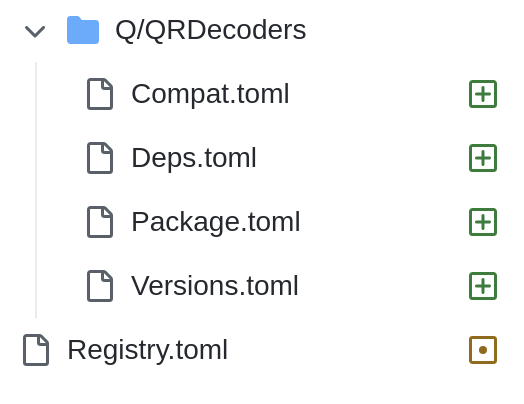 Q/QRDecoders
Compat.toml
Deps.toml
Package.toml
Versions.toml
Registry.toml